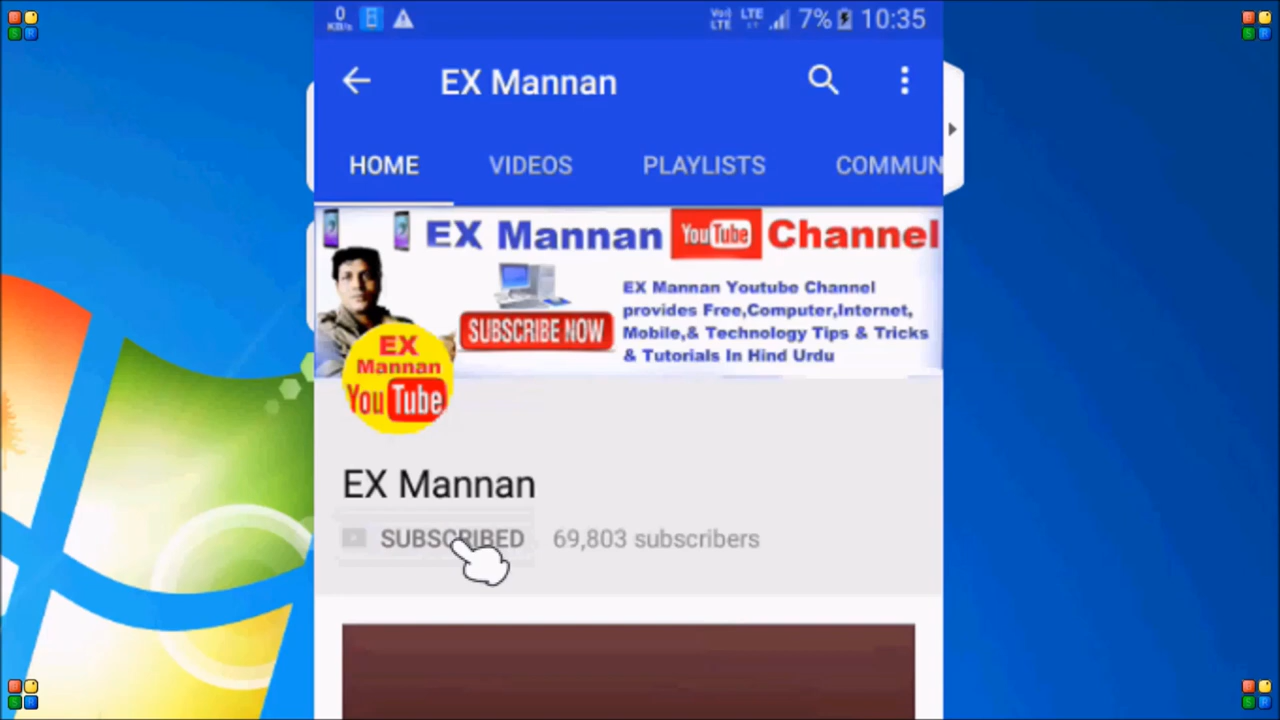 0
KB/s
Vo))
LTE
LTE
7%
10:35
EX Mannan
HOME
VIDEOS
PLAYLISTS
COMMUN
EX Mannan YouTube Channel
EX Mannan Youtube Channel
provides Free,Computer,Internet,
Mobile,& Technology Tips & Tricks
& Tutorials In Hind Urdu
SUBSCRIBE NOW
EX
Mannan
YouTube
EX Mannan
SUBSCRIBED
69,803 subscribers